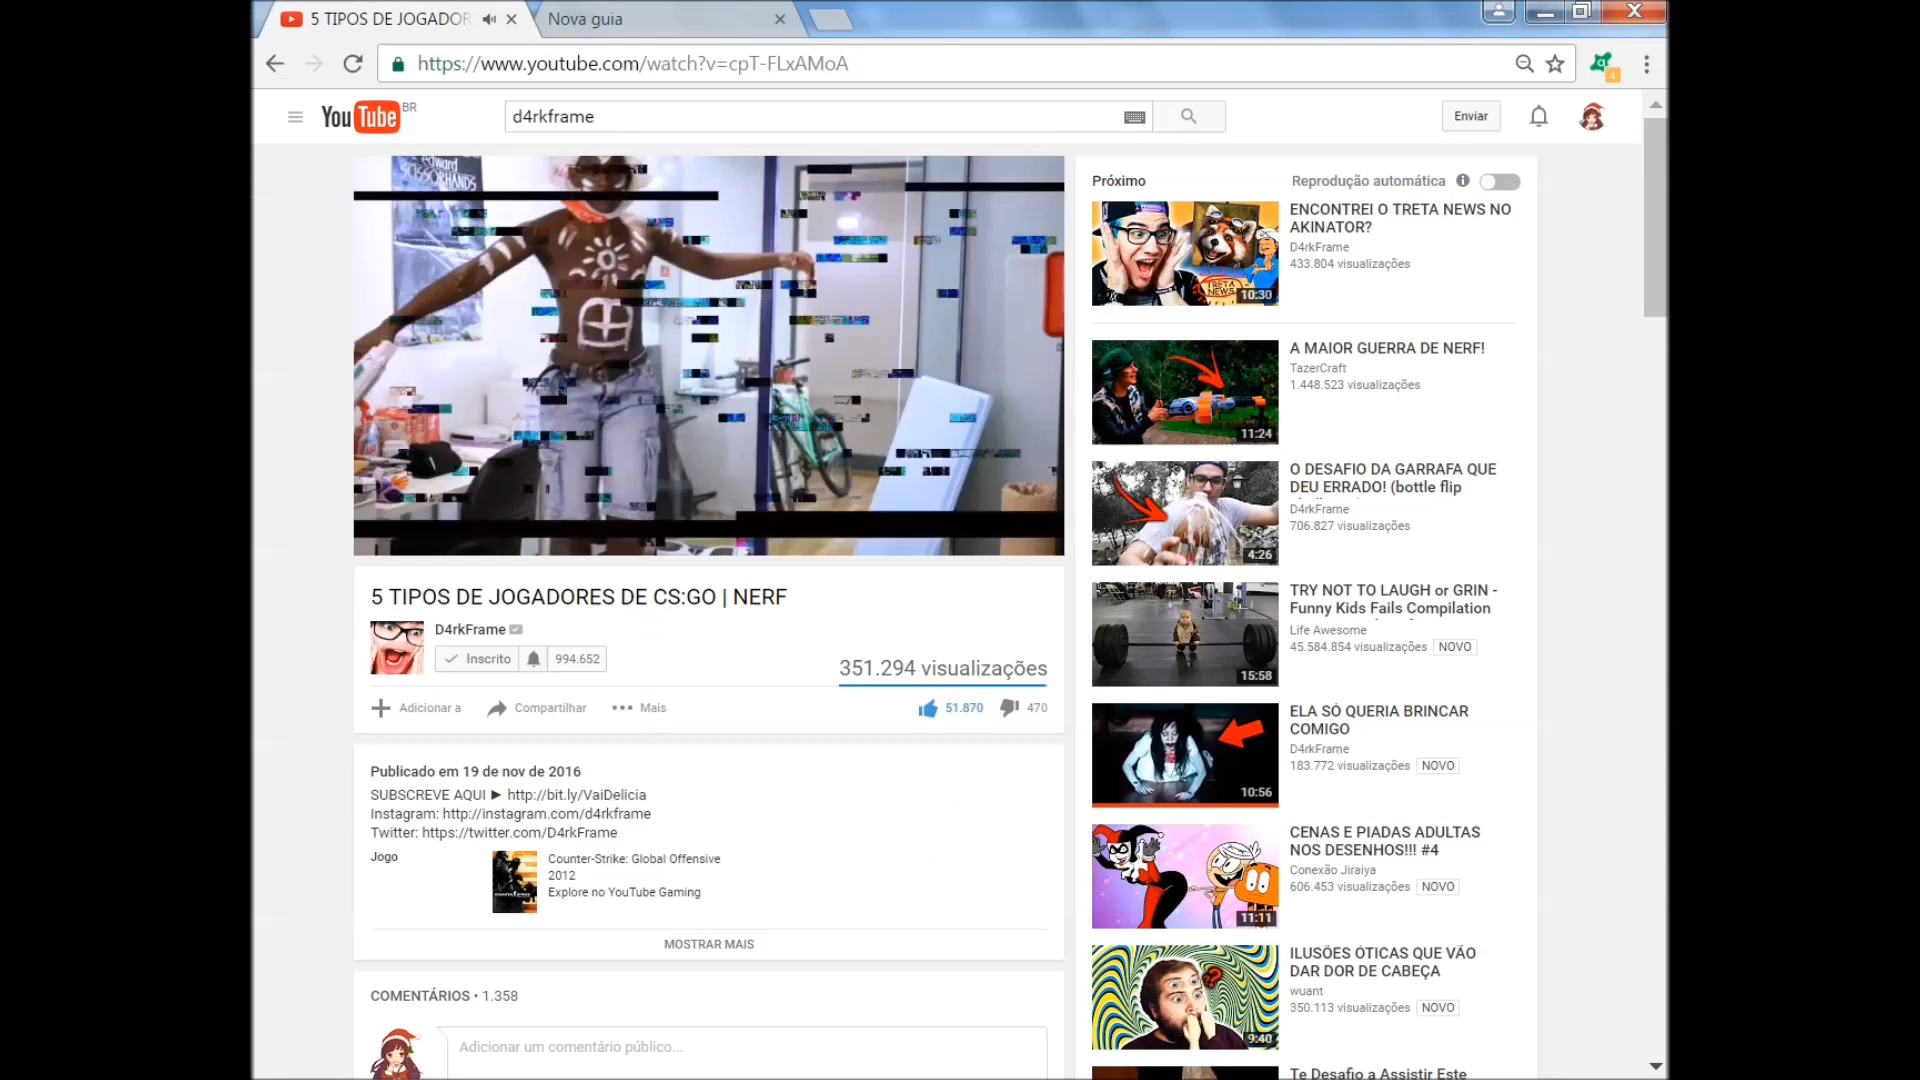 5 TIPOS DE JOGADOR
Nova guia
https://www.youtube.com/watch?v=cpT-FLxAMoA
4
YouTube BR
d4rkframe
Enviar
edward
SCISSORHANDS
5 TIPOS DE JOGADORES DE CS:GO | NERF
D4rkFrame
Inscrito
994.652
351.294 visualizações
Adicionar a
Compartilhar
Mais
51.870
470
Publicado em 19 de nov de 2016
SUBSCREVE AQUI ► http://bit.ly/VaiDelicia
Instagram: http://instagram.com/d4rkframe
Twitter: https://twitter.com/D4rkFrame
Jogo
Counter-Strike: Global Offensive
2012
Explore no YouTube Gaming
MOSTRAR MAIS
COMENTÁRIOS • 1.358
Adicionar um comentário público...
Próximo
Reprodução automática
TRETA
NEWS
10:30
ENCONTREI O TRETA NEWS NO
AKINATOR?
D4rkFrame
433.804 visualizações
11:24
A MAIOR GUERRA DE NERF!
TazerCraft
1.448.523 visualizações
4:26
O DESAFIO DA GARRAFA QUE
DEU ERRADO! (bottle flip
D4rkFrame
706.827 visualizações
15:58
TRY NOT TO LAUGH or GRIN -
Funny Kids Fails Compilation
Life Awesome
45.584.854 visualizações
NOVO
10:56
ELA SÓ QUERIA BRINCAR
COMIGO
D4rkFrame
183.772 visualizações
NOVO
11:11
CENAS E PIADAS ADULTAS
NOS DESENHOS!!! #4
Conexão Jiraiya
606.453 visualizações
NOVO
9:40
ILUSÕES ÓTICAS QUE VÃO
DAR DOR DE CABEÇA
wuant
350.113 visualizações
NOVO
Te Desafio a Assistir Este